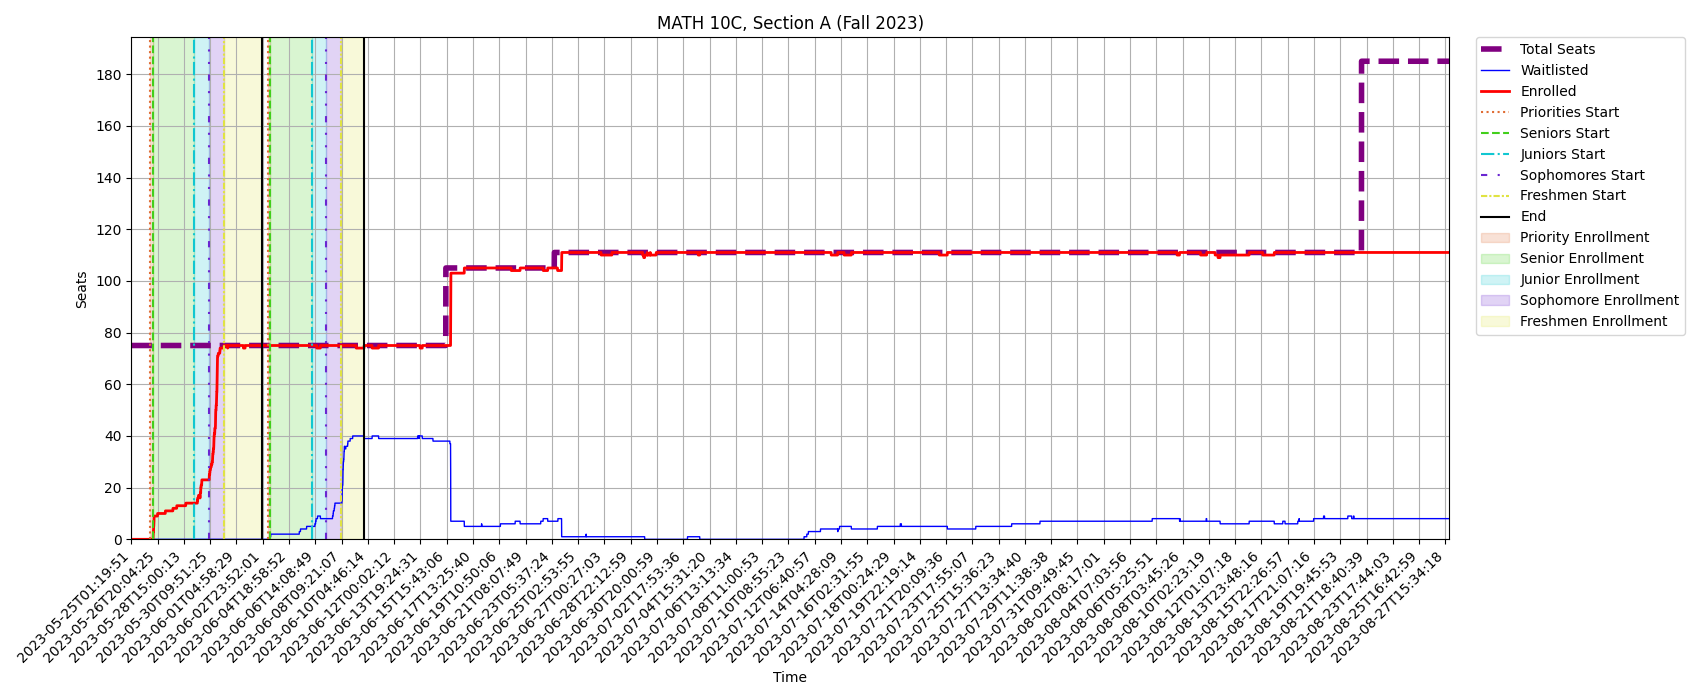 MATH 10C, Section A (Fall 2023)
Seats
180
160
140
120
100
80
60
40
20
0
2023-05-25T01:19:51
2023-05-26T20:04:25
2023-05-28T15:00:13
2023-05-30T09:51:25
2023-06-01T04:58:29
2023-06-02T23:52:01
2023-06-04T18:58:52
2023-06-06T14:08:49
2023-06-08T09:21:07
2023-06-10T04:46:14
2023-06-12T00:02:12
2023-06-13T19:24:31
2023-06-15T15:43:06
2023-06-17T13:25:40
2023-06-19T10:50:06
2023-06-21T08:07:49
2023-06-23T05:37:24
2023-06-25T02:53:55
2023-06-27T00:27:03
2023-06-28T22:12:59
2023-06-30T20:00:59
2023-07-02T17:53:36
2023-07-04T15:31:20
2023-07-06T13:13:34
2023-07-08T11:00:53
2023-07-10T08:55:23
2023-07-12T06:40:57
2023-07-14T04:28:09
2023-07-16T02:31:55
2023-07-18T00:24:29
2023-07-19T22:19:14
2023-07-21T20:09:36
2023-07-23T17:55:07
2023-07-25T15:36:23
2023-07-27T13:34:40
2023-07-29T11:38:38
2023-07-31T09:49:45
2023-08-02T08:17:01
2023-08-04T07:03:56
2023-08-06T05:25:51
2023-08-08T03:45:26
2023-08-10T02:23:19
2023-08-12T01:07:18
2023-08-13T23:48:16
2023-08-15T22:26:57
2023-08-17T21:07:16
2023-08-19T19:45:53
2023-08-21T18:40:39
2023-08-23T17:44:03
2023-08-25T16:42:59
2023-08-27T15:34:18
Time
Total Seats
Waitlisted
Enrolled
Priorities Start
Seniors Start
Juniors Start
Sophomores Start
Freshmen Start
End
Priority Enrollment
Senior Enrollment
Junior Enrollment
Sophomore Enrollment
Freshmen Enrollment